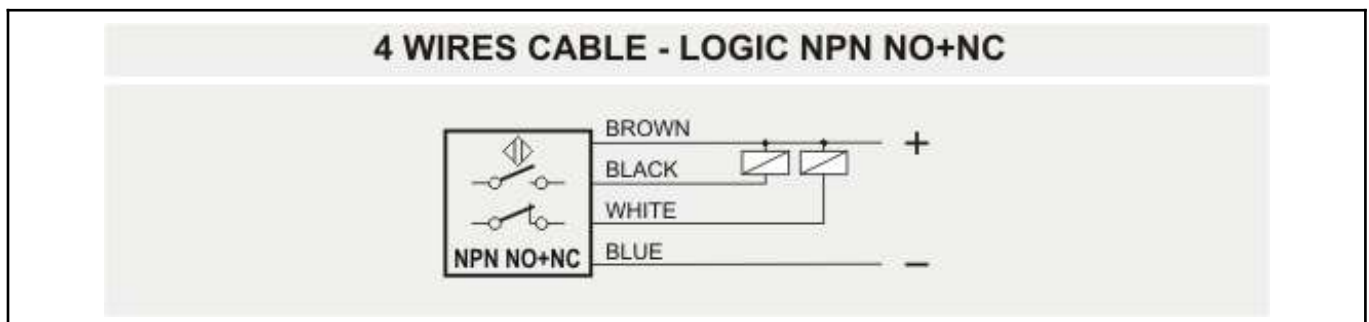 4 WIRES CABLE - LOGIC NPN NO+NC
BROWN
+
BLACK
WHITE
BLUE
−
NPN NO+NC